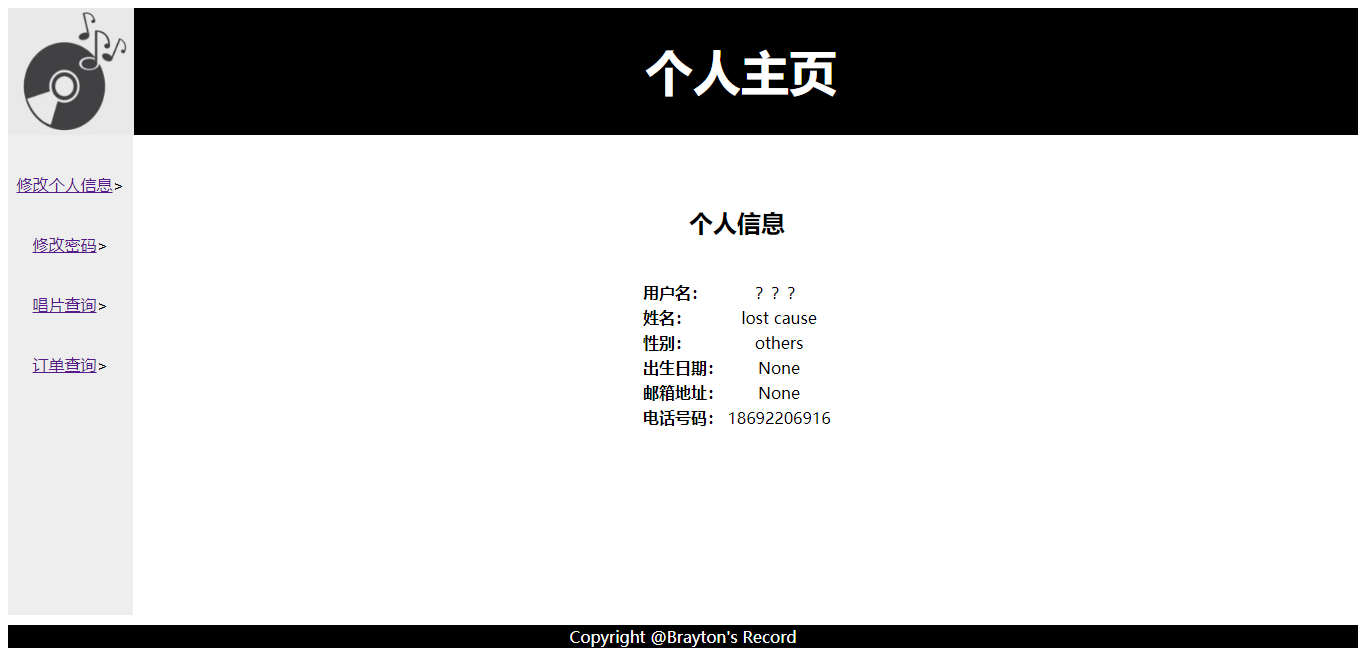 个人主页
修改个人信息>
修改密码>
唱片查询>
订单查询>
个人信息
用户名： ？？？
姓名： lost cause
性别： others
出生日期： None
邮箱地址： None
电话号码： 18692206916
Copyright @Brayton's Record